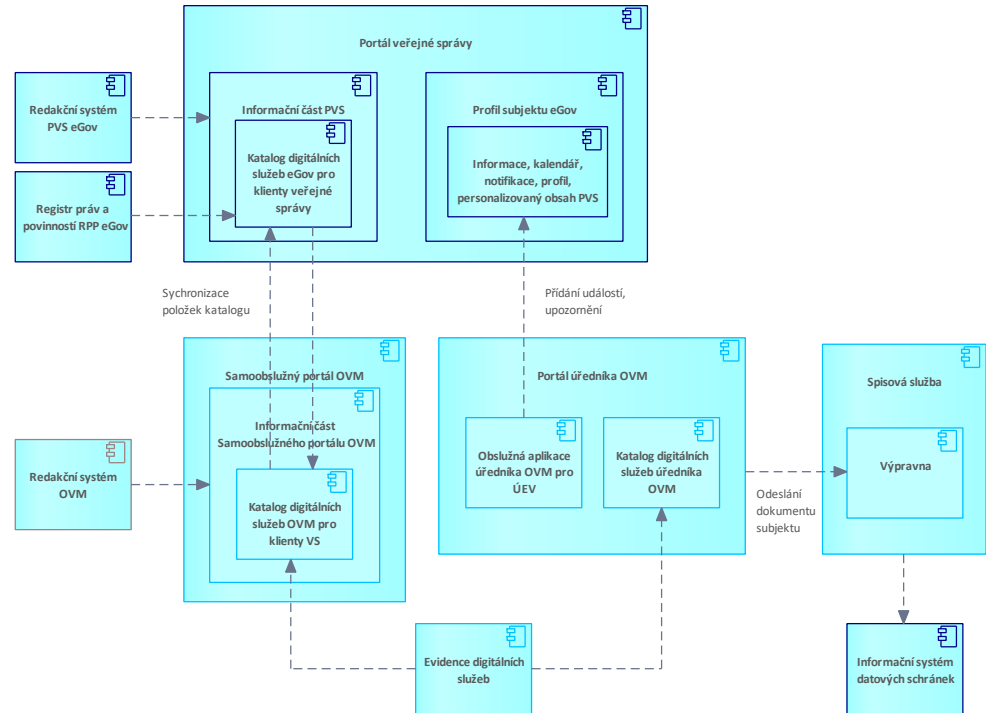 Portál veřejné správy
Redakční systém
PVS eGov
Informační část PVS
Katalog digitálních
služeb eGov pro
klienty veřejné
správy
Profil subjektu eGov
Informace, kalendář,
notifikace, profil,
personalizovaný obsah PVS
Registr práv a
povinností RPP eGov
Sychronizace
položek katalogu
Přídání událostí,
upozornění
Samoobslužný portál OVM
Informační část
Samoobslužného portálu OVM
Katalog digitálních
služeb OVM pro
klienty VS
Redakční systém
OVM
Portál úředníka OVM
Obslužná aplikace
úředníka OVM pro
ÚEV
Katalog digitálních
služeb úředníka
OVM
Odeslání
dokumentu
subjektu
Spisová služba
Výpravna
Evidence digitálních
služeb
Informační systém
datových schránek